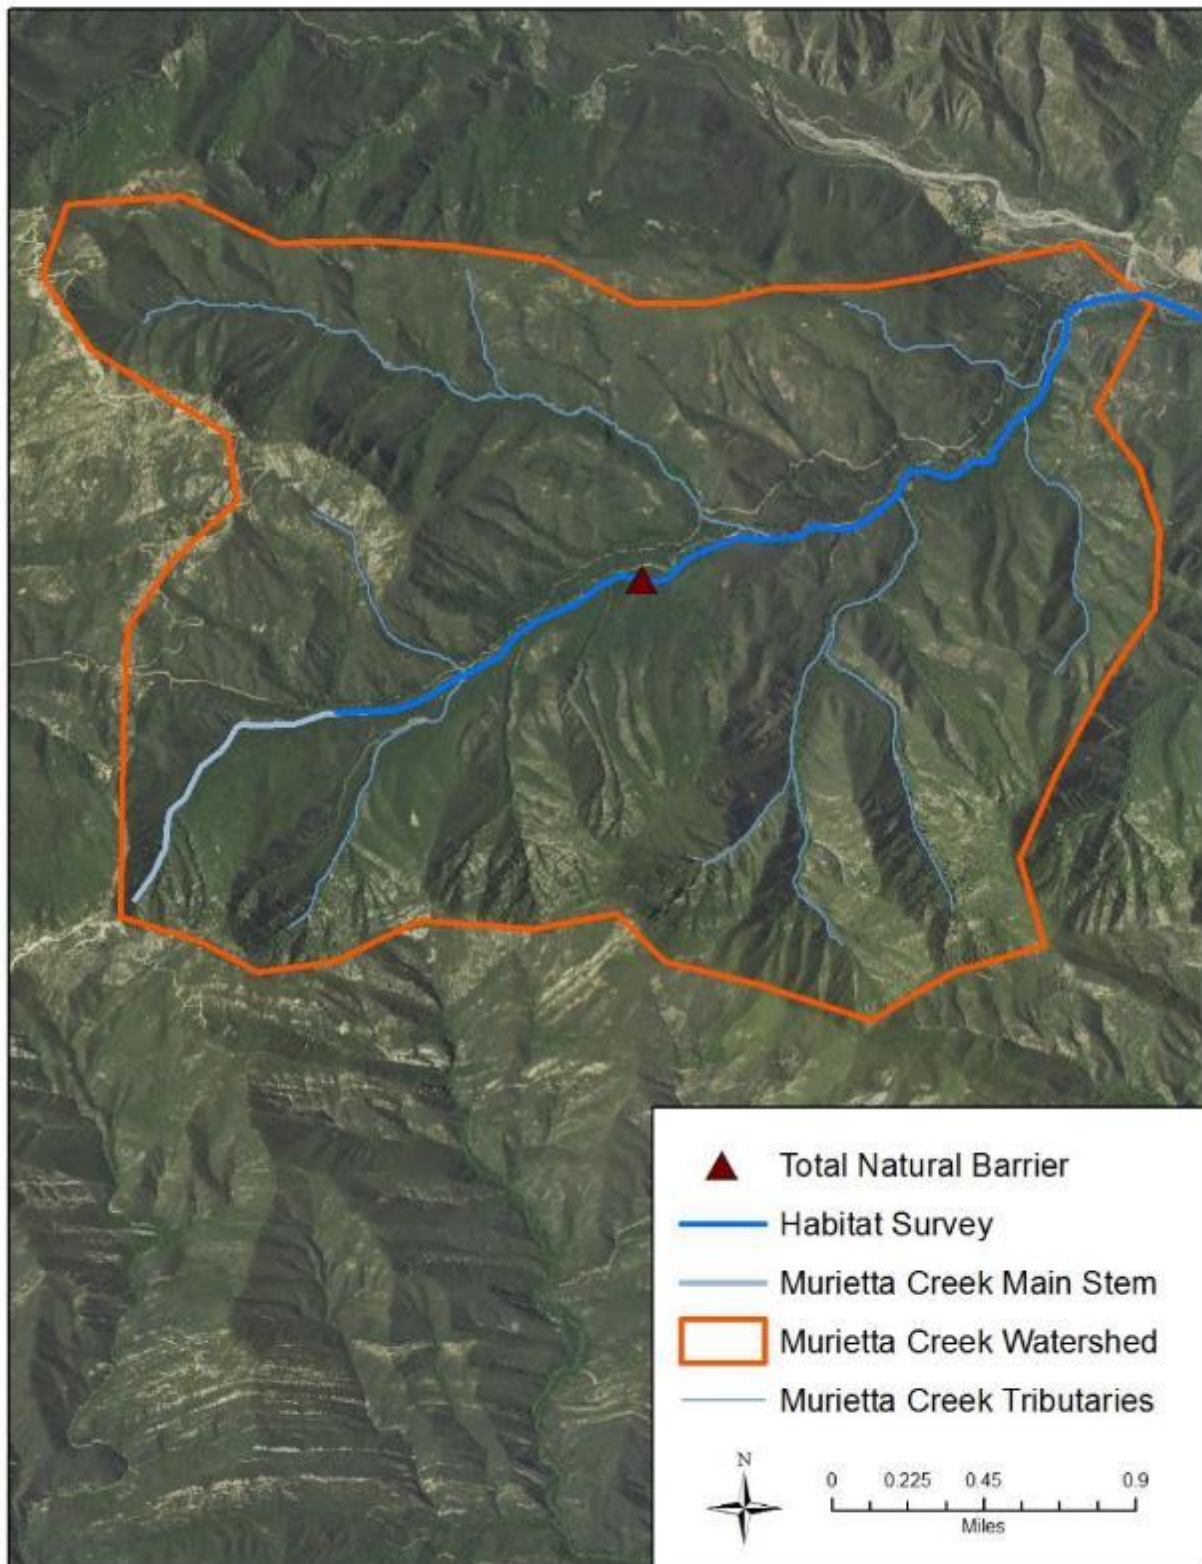 Total Natural Barrier
Habitat Survey
Murietta Creek Main Stem
Murietta Creek Watershed
Murietta Creek Tributaries
N
0 0.225 0.45 0.9
Miles